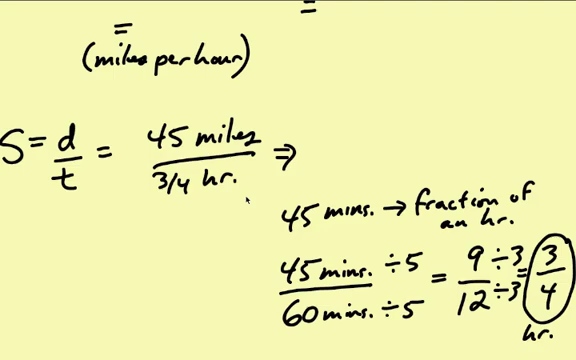 =
=
(miles per hour)
S = d/t = 45 miles / 3/4 hr. ⇒
45 mins. → fraction of
an hr.
45 mins. ÷5 / 60 mins. ÷5 = 9 ÷3 / 12 ÷3 = 3/4
hr.